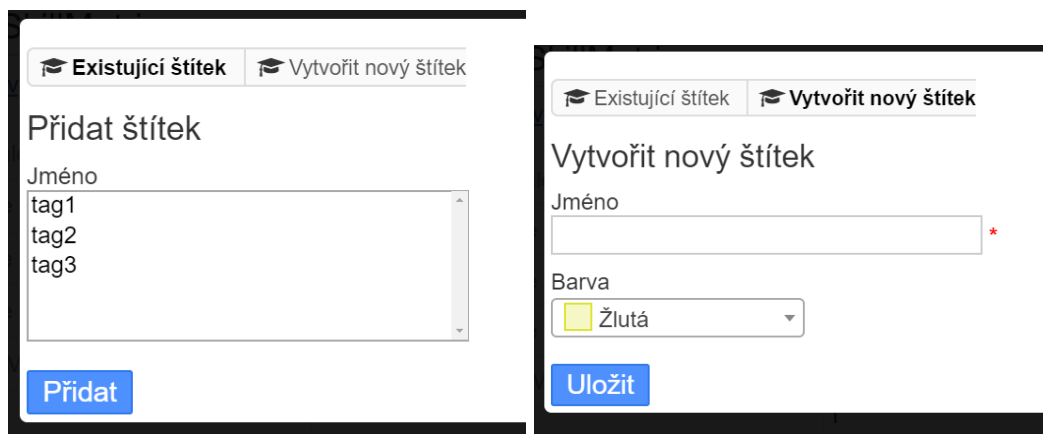 Existující štítek
Vytvořit nový štítek
Přidat štítek
Jméno
tag1
tag2
tag3
Přidat
Existující štítek
Vytvořit nový štítek
Vytvořit nový štítek
Jméno
*
Barva
Žlutá
Uložit